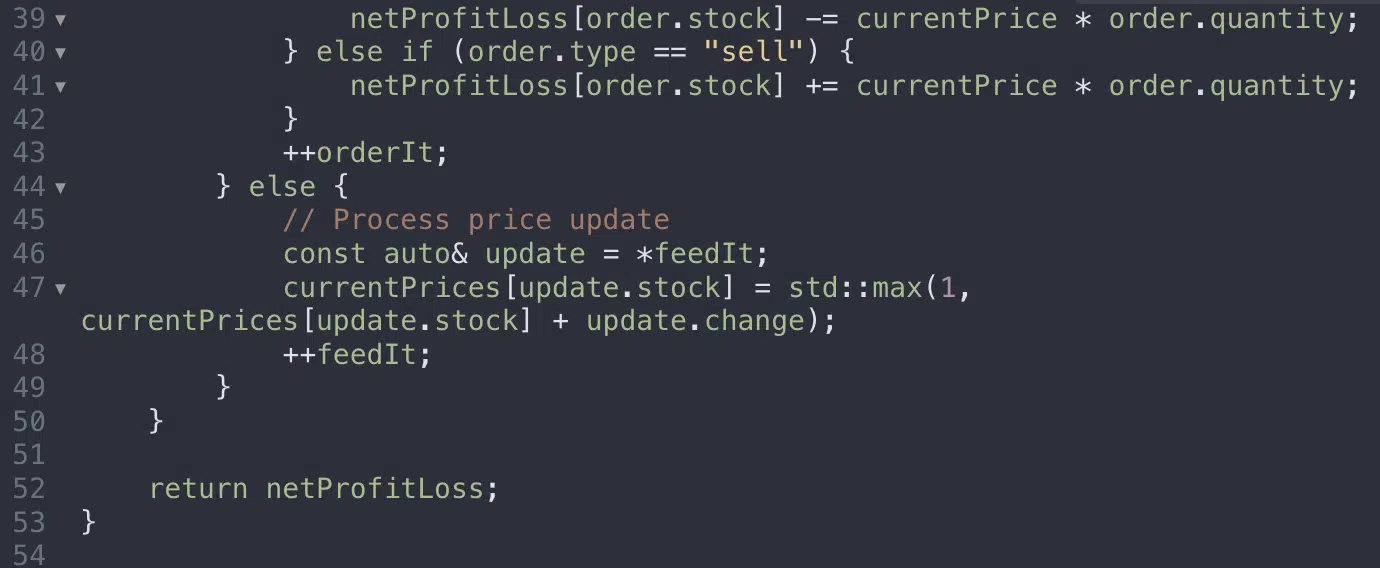 39 netProfitLoss[order.stock] -= currentPrice * order.quantity;
40 } else if (order.type == "sell") {
41 netProfitLoss[order.stock] += currentPrice * order.quantity;
42 }
43 ++orderIt;
44 } else {
45 // Process price update
46 const auto& update = *feedIt;
47 currentPrices[update.stock] = std::max(1,
currentPrices[update.stock] + update.change);
48 ++feedIt;
49 }
50 }
51
52 return netProfitLoss;
53 }
54